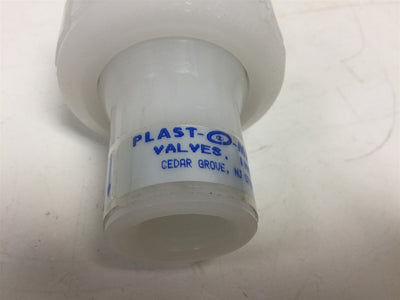 PLAST-O-
VALVES.
CEDAR GROVE, NJ